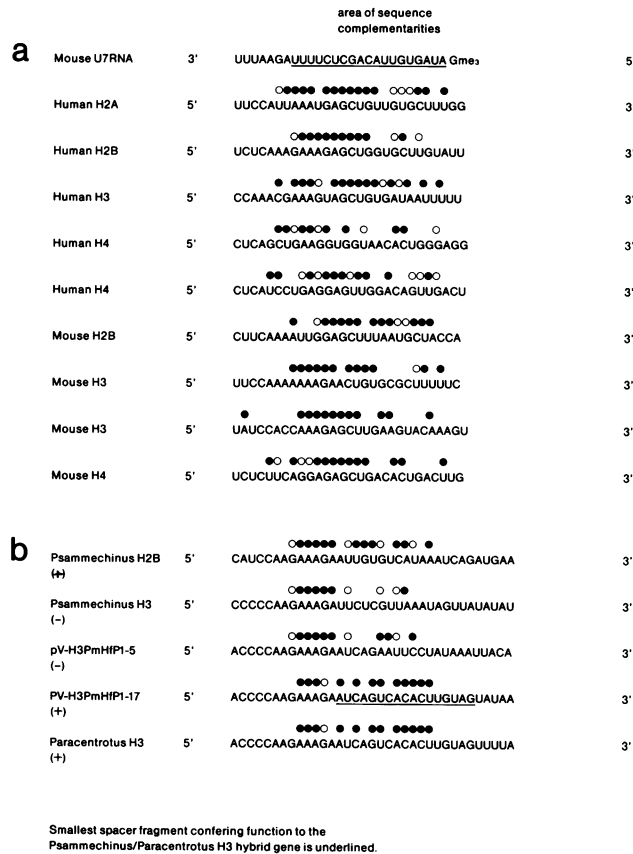 area of sequence
complementarities
a
Mouse U7RNA 3' UUUAAGAUUUUCUCGACAUUGUGAUA Gme₃ 5
Human H2A 5' UUCCAUUAAAUGAGCUGUUGUGCUUUGG 3'
Human H2B 5' UCUCAAAGAAAGAGCUGGUGCUUGUAUU 3'
Human H3 5' CCAAACGAAAGUAGCUGUGAUAAUUUUU 3'
Human H4 5' CUCAGCUGAAGGUGGUAACACUGGGAGG 3'
Human H4 5' CUCAUCCUGAGGAGUUGGACAGUUGACU 3'
Mouse H2B 5' CUUCAAAAUUGGAGCUUUAAUGCUACCA 3'
Mouse H3 5' UUCCAAAAAAAGAACUGUGCGCUUUUUC 3'
Mouse H3 5' UAUCCACCAAAGAGCUUGAAGUACAAAGU 3'
Mouse H4 5' UCUCUUCAGGAGAGCUGACACUGACUUG 3'
b
Psammechinus H2B 5' CAUCCAAGAAAGAAUUGUGUCAUAAAUCAGAUGAA 3'
(+)
Psammechinus H3 5' CCCCCAAGAAAGAUUCUCGUUAAAUAGUUAUAUAU 3'
(-)
pV-H3PmHfP1-5 5' ACCCCAAGAAAGAAUCAGAAUUCCUAUAAAUUACA 3'
(-)
PV-H3PmHfP1-17 5' ACCCCAAGAAAGAAUCAGUCACACUUGUAGUAUAA 3'
(+)
Paracentrotus H3 5' ACCCCAAGAAAGAAUCAGUCACACUUGUAGUUUUA 3'
(+)
Smallest spacer fragment confering function to the
Psammechinus/Paracentrotus H3 hybrid gene is underlined.